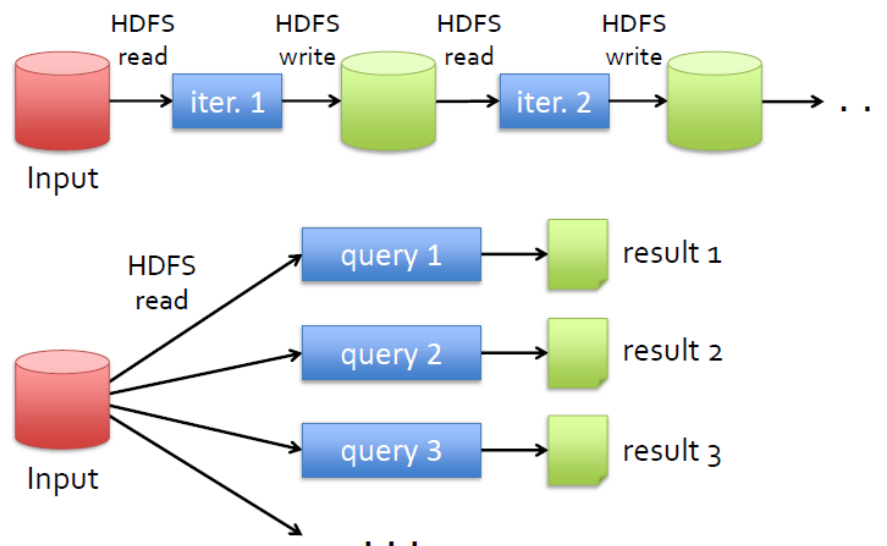 HDFS
read
HDFS
write
HDFS
read
HDFS
write
iter. 1
iter. 2
. .
Input
HDFS
read
query 1
result 1
query 2
result 2
query 3
result 3
Input
. . .